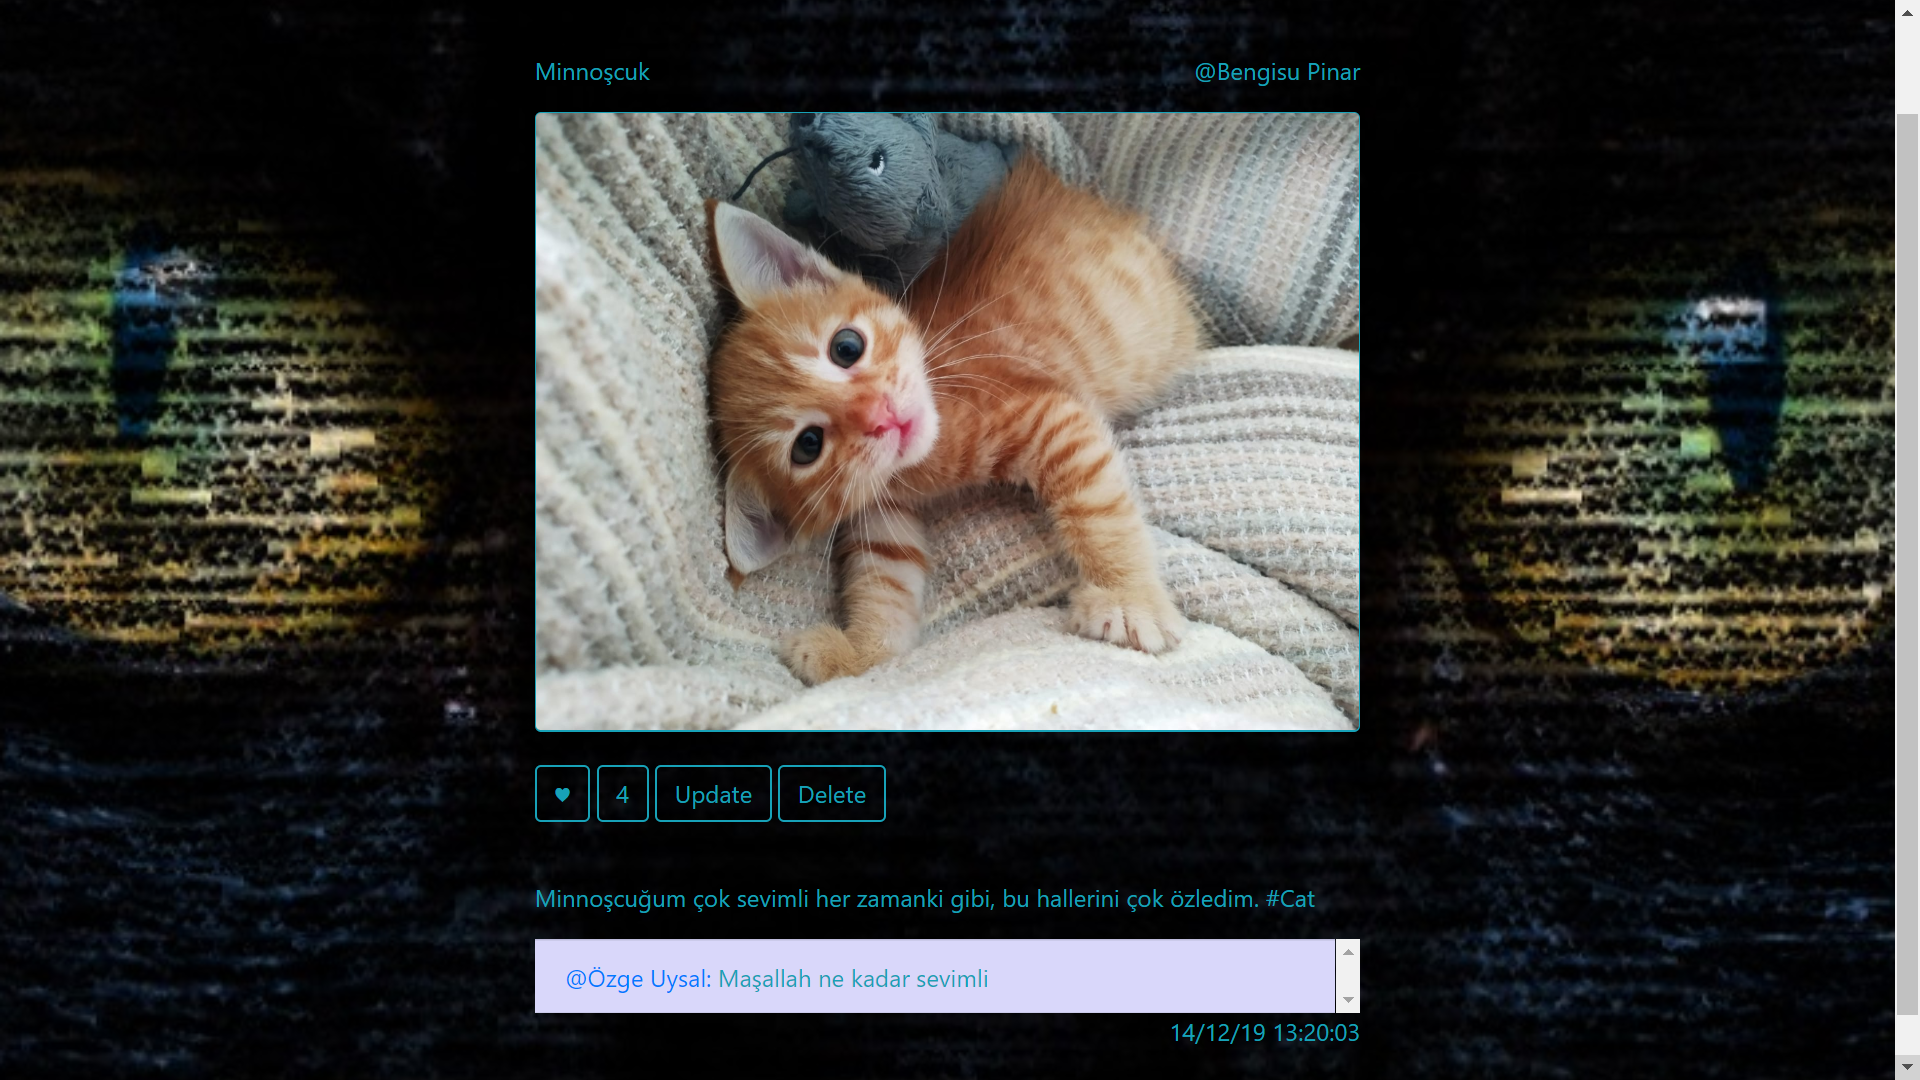 Minnoşcuk
@Bengisu Pinar
4
Update
Delete
Minnoşcuğum çok sevimli her zamanki gibi, bu hallerini çok özledim. #Cat
@Özge Uysal: Maşallah ne kadar sevimli
14/12/19 13:20:03